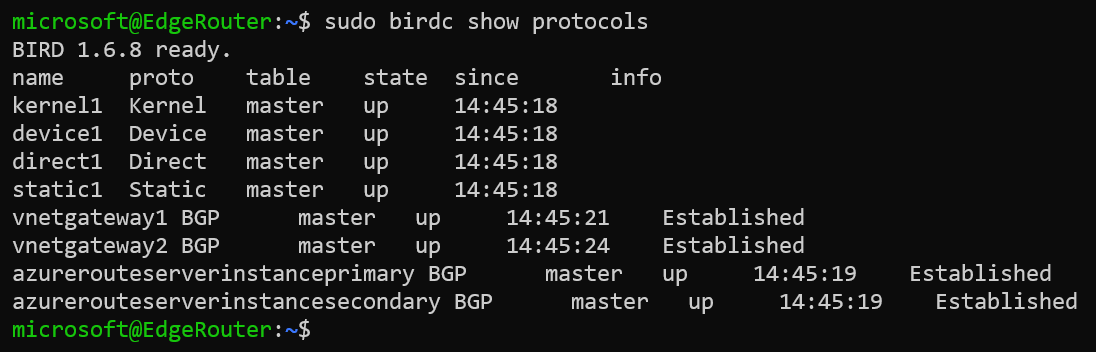 microsoft@EdgeRouter:~$ sudo birdc show protocols
BIRD 1.6.8 ready.
name     proto    table    state  since       info
kernel1  Kernel   master   up     14:45:18
device1  Device   master   up     14:45:18
direct1  Direct   master   up     14:45:18
static1  Static   master   up     14:45:18
vnetgateway1 BGP      master   up     14:45:21    Established
vnetgateway2 BGP      master   up     14:45:24    Established
azurerouteserverinstanceprimary BGP      master   up     14:45:19    Established
azurerouteserverinstancesecondary BGP      master   up     14:45:19    Established
microsoft@EdgeRouter:~$